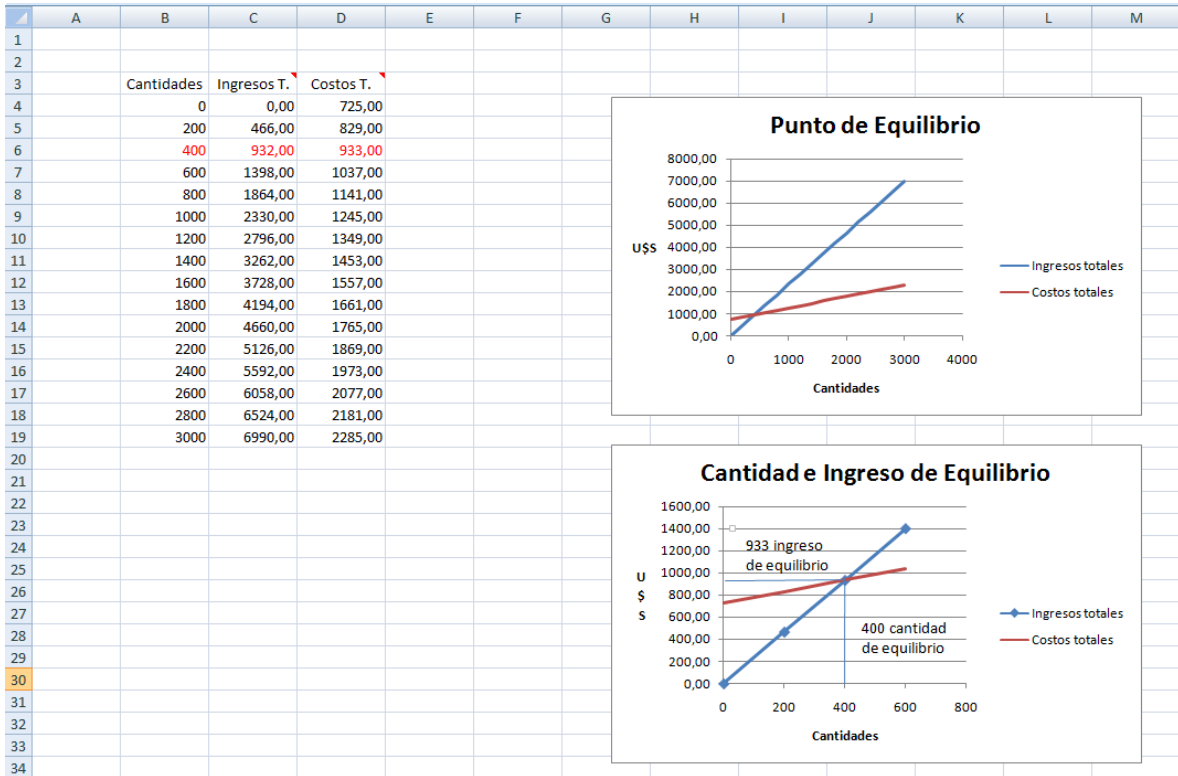 A B C D E F G H I J K L M
1
2
3 Cantidades Ingresos T. Costos T.
4 0 0,00 725,00
5 200 466,00 829,00
6 400 932,00 933,00
7 600 1398,00 1037,00
8 800 1864,00 1141,00
9 1000 2330,00 1245,00
10 1200 2796,00 1349,00
11 1400 3262,00 1453,00
12 1600 3728,00 1557,00
13 1800 4194,00 1661,00
14 2000 4660,00 1765,00
15 2200 5126,00 1869,00
16 2400 5592,00 1973,00
17 2600 6058,00 2077,00
18 2800 6524,00 2181,00
19 3000 6990,00 2285,00
20
21
22
23
24
25
26
27
28
29
30
31
32
33
34
Punto de Equilibrio
8000,00
7000,00
6000,00
5000,00
U$S 4000,00
3000,00
2000,00
1000,00
0,00
0 1000 2000 3000 4000
Cantidades
Ingresos totales
Costos totales
Cantidad e Ingreso de Equilibrio
1600,00
1400,00
1200,00
1000,00
800,00
600,00
400,00
200,00
0,00
U
$
S
933 ingreso
de equilibrio
400 cantidad
de equilibrio
0 200 400 600 800
Cantidades
Ingresos totales
Costos totales